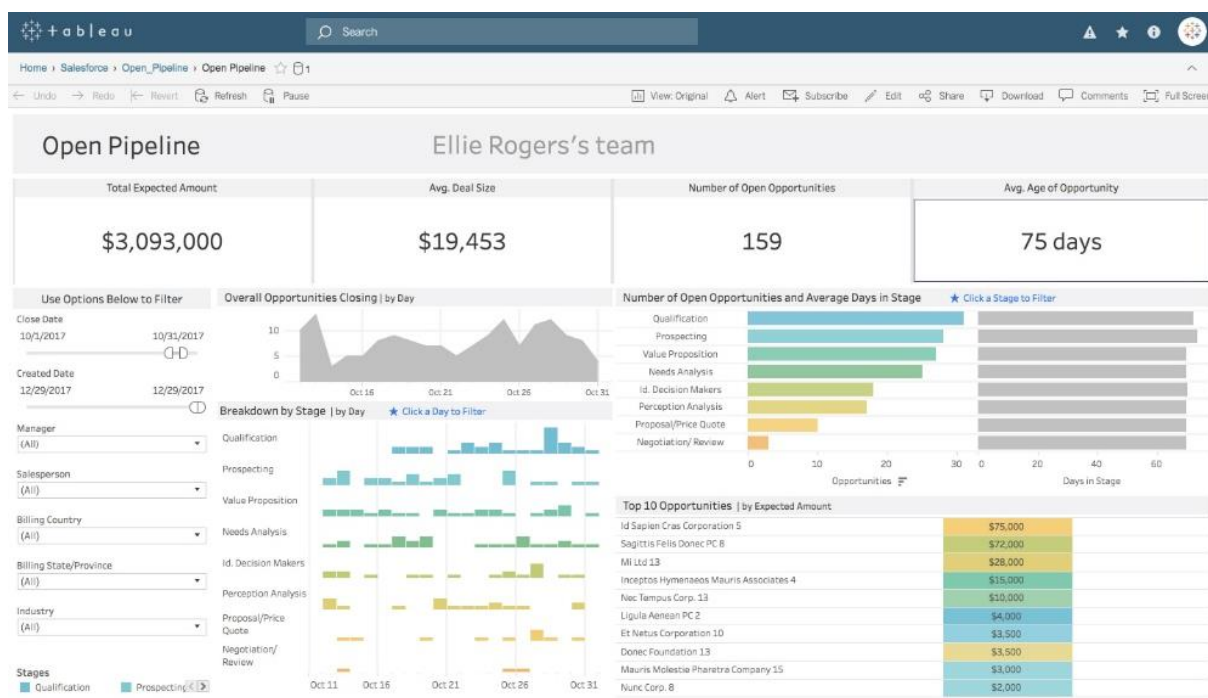 tableau
Search
Home › Salesforce › Open_Pipeline › Open Pipeline 1
Undo Redo Revert Refresh Pause View: Original Alert Subscribe Edit Share Download Comments Full Screen
Open Pipeline Ellie Rogers's team
Total Expected Amount
$3,093,000
Avg. Deal Size
$19,453
Number of Open Opportunities
159
Avg. Age of Opportunity
75 days
Use Options Below to Filter
Close Date
10/1/2017 10/31/2017
Created Date
12/29/2017 12/29/2017
Manager
(All)
Salesperson
(All)
Billing Country
(All)
Billing State/Province
(All)
Industry
(All)
Stages
Qualification Prospecting
Overall Opportunities Closing | by Day
10
5
0
Oct 16 Oct 21 Oct 26 Oct 31
Breakdown by Stage | by Day ★ Click a Day to Filter
Qualification
Prospecting
Value Proposition
Needs Analysis
Id. Decision Makers
Perception Analysis
Proposal/Price
Quote
Negotiation/
Review
Oct 11 Oct 16 Oct 21 Oct 26 Oct 31
Number of Open Opportunities and Average Days in Stage ★ Click a Stage to Filter
Qualification
Prospecting
Value Proposition
Needs Analysis
Id. Decision Makers
Perception Analysis
Proposal/Price Quote
Negotiation/ Review
0 10 20 30 0 20 40 60
Opportunities Days in Stage
Top 10 Opportunities | by Expected Amount
Id Sapien Cras Corporation 5 $75,000
Sagittis Felis Donec PC 8 $72,000
Mi Ltd 13 $28,000
Inceptos Hymenaeos Mauris Associates 4 $15,000
Nec Tempus Corp. 13 $10,000
Ligula Aenean PC 2 $4,000
Et Netus Corporation 10 $3,500
Donec Foundation 13 $3,500
Mauris Molestie Pharetra Company 15 $3,000
Nunc Corp. 8 $2,000